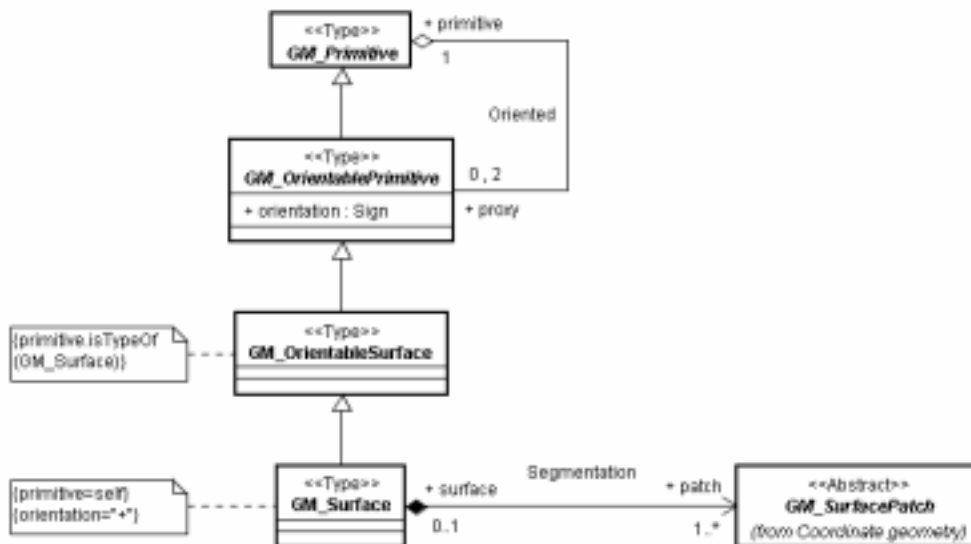 <<Type>>
GM_Primitive
+ primitive
1
Oriented
<<Type>>
GM_OrientablePrimitive
+ orientation : Sign
0 , 2
+ proxy
{primitive.isTypeOf
(GM_Surface)}
<<Type>>
GM_OrientableSurface
{primitive=self}
{orientation="+"}
<<Type>>
GM_Surface
+ surface
0..1
Segmentation
+ patch
1..*
<<Abstract>>
GM_SurfacePatch
(from Coordinate geometry)